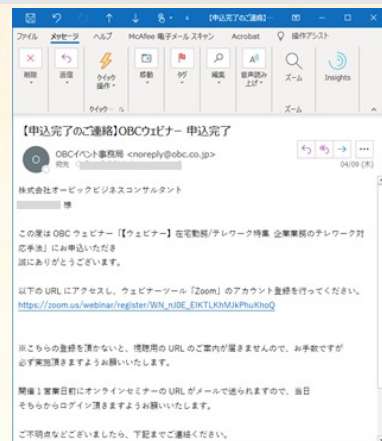 【申込完了のご連絡】…
ファイル メッセージ ヘルプ McAfee 電子メール スキャン Acrobat 操作アシスト
削除 返信 クイック操作 移動 タグ 編集 音声読み上げ ズーム Insights
クイック… ズーム
【申込完了のご連絡】OBCウェビナー 申込完了
O
OBCイベント事務局 <noreply@obc.co.jp>
宛先
04/09 (木)
株式会社オービックビジネスコンサルタント
様
この度は OBC ウェビナー「【ウェビナー】在宅勤務/テレワーク特集 企業業務のテレワーク対
応手法」にお申込いただき
誠にありがとうございます。
以下の URL にアクセスし、ウェビナーツール「Zoom」のアカウント登録を行ってください。
https://zoom.us/webinar/register/WN_nJ0E_EIKTLKhMJkPhuKhoQ
※こちらの登録を頂かないと、視聴用の URL のご案内が届きませんので、お手数ですが
必ず実施頂きますようお願いいたします。
開催1営業日前にオンラインセミナーの URL がメールで送られますので、当日
そちらからログイン頂きますようお願いいたします。
ご不明点などございましたら、下記までご連絡ください。